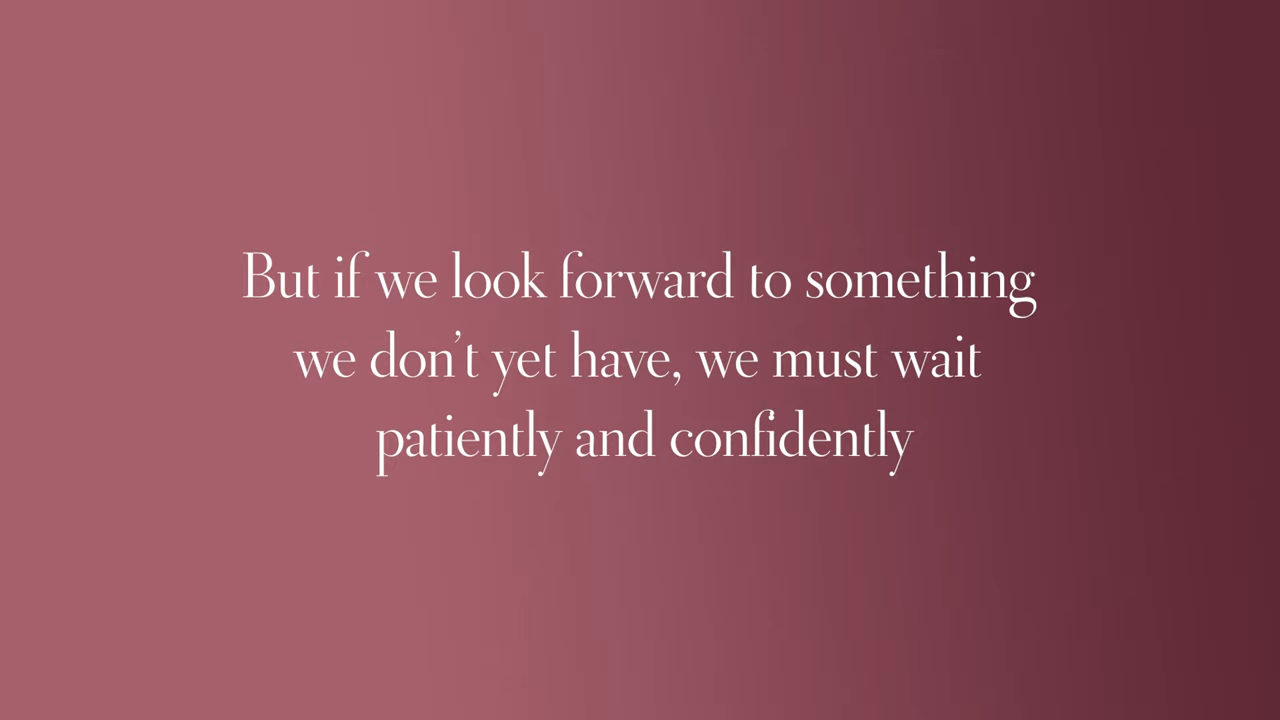 But if we look forward to something
we don’t yet have, we must wait
patiently and confidently